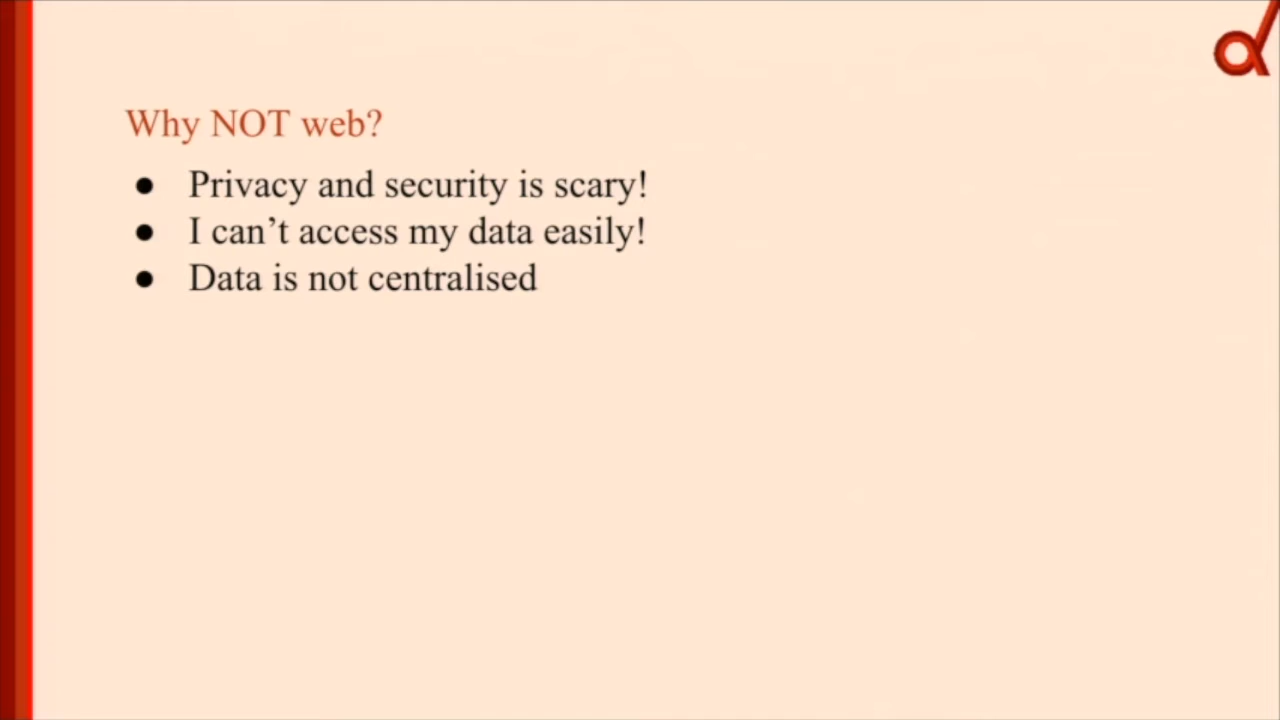 Why NOT web?
● Privacy and security is scary!
● I can’t access my data easily!
● Data is not centralised